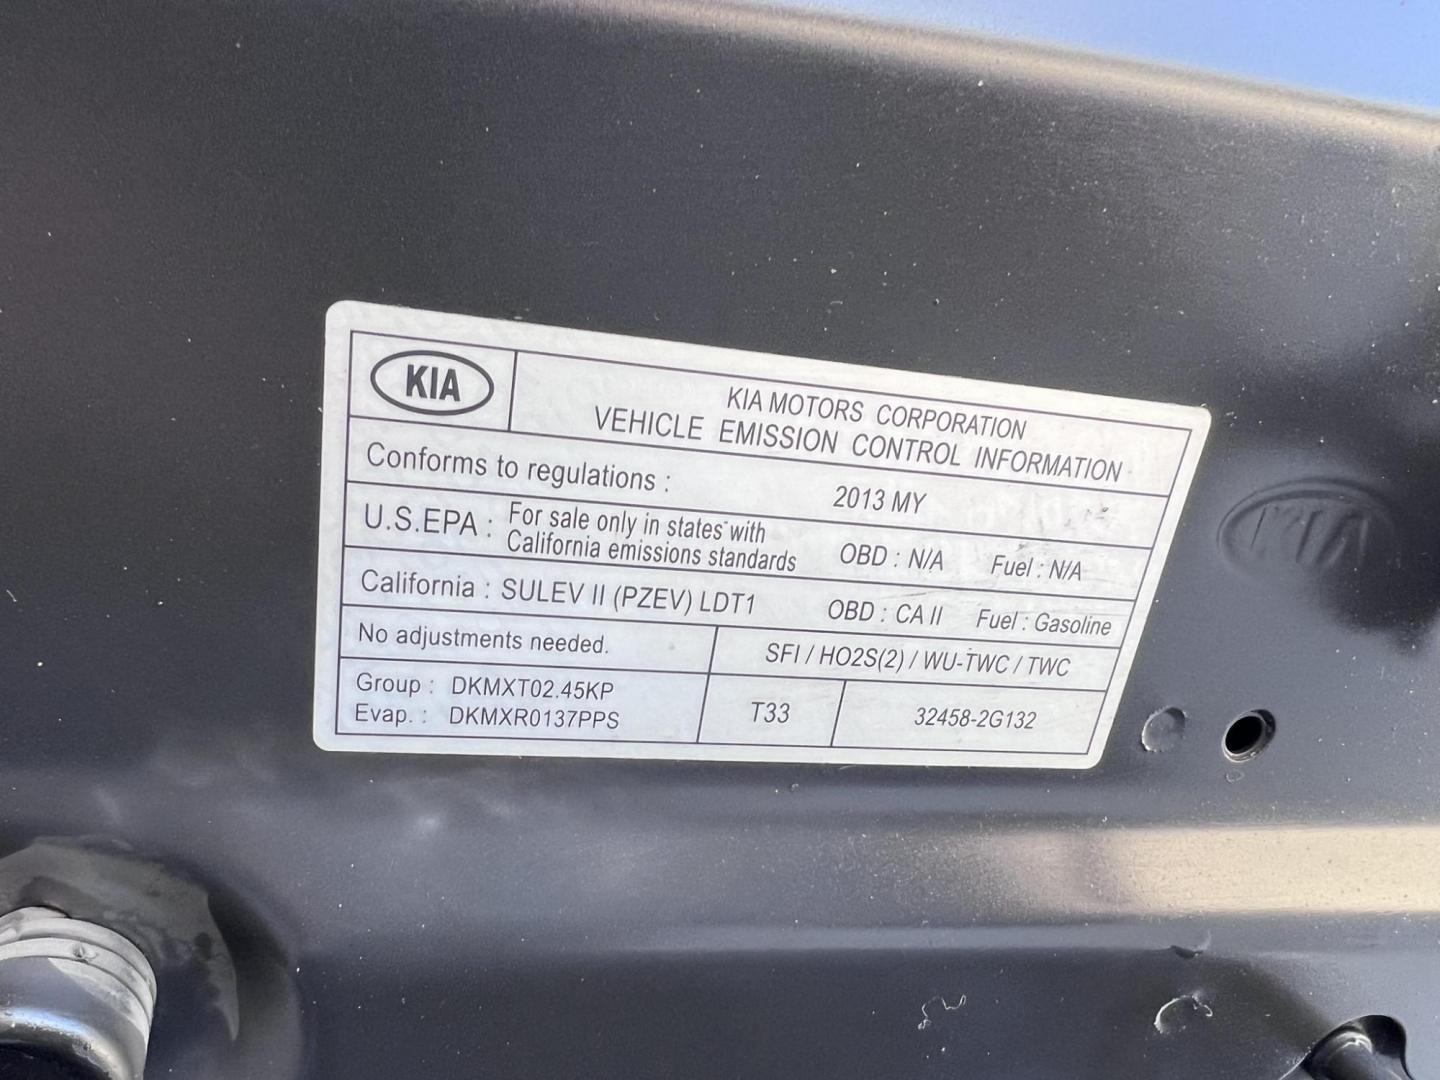 KIA
KIA MOTORS CORPORATION
VEHICLE EMISSION CONTROL INFORMATION
Conforms to regulations : 2013 MY
U.S.EPA : For sale only in states with
California emissions standards
OBD : N/A Fuel : N/A
California : SULEV II (PZEV) LDT1 OBD : CA II Fuel : Gasoline
No adjustments needed. SFI / HO2S(2) / WU-TWC / TWC
Group : DKMXT02.45KP
Evap. : DKMXR0137PPS
T33 32458-2G132
KIA